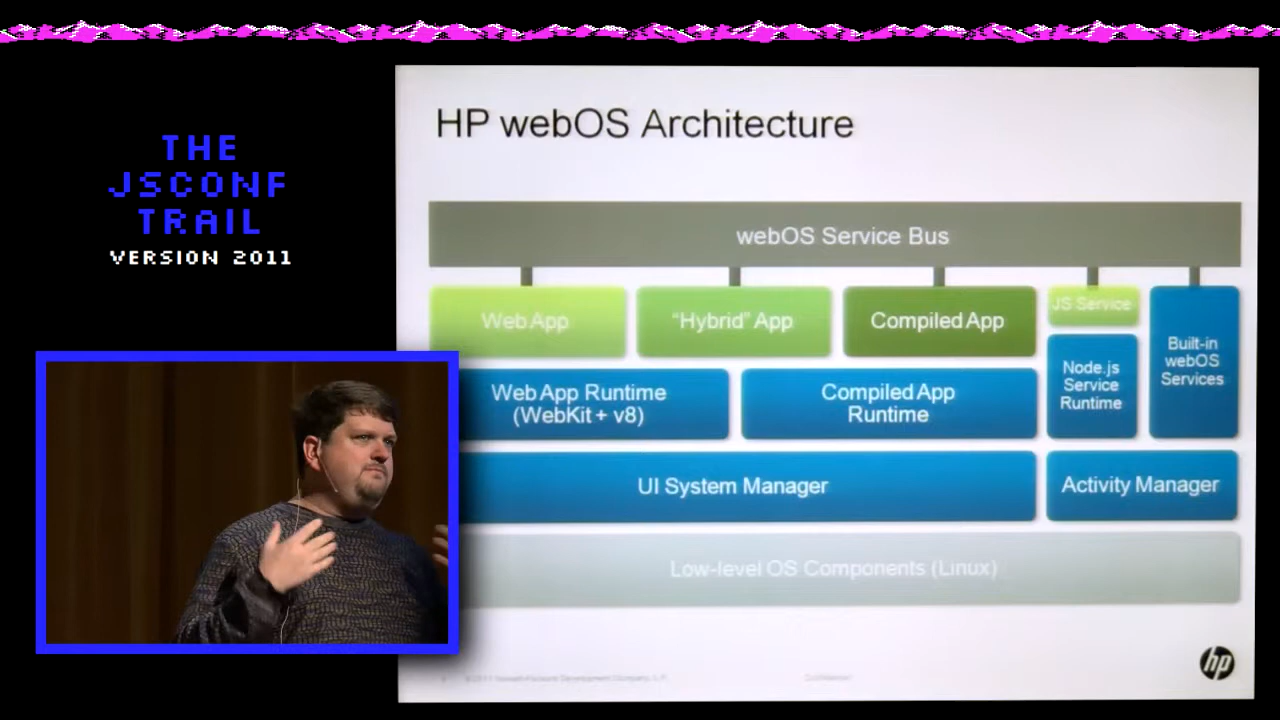 THE
JSCONF
TRAIL
VERSION 2011
HP webOS Architecture
webOS Service Bus
Web App
"Hybrid" App
Compiled App
JS Service
Built-in
webOS
Services
Web App Runtime
(WebKit + v8)
Compiled App
Runtime
Node.js
Service
Runtime
UI System Manager
Activity Manager
Low-level OS Components (Linux)
hp